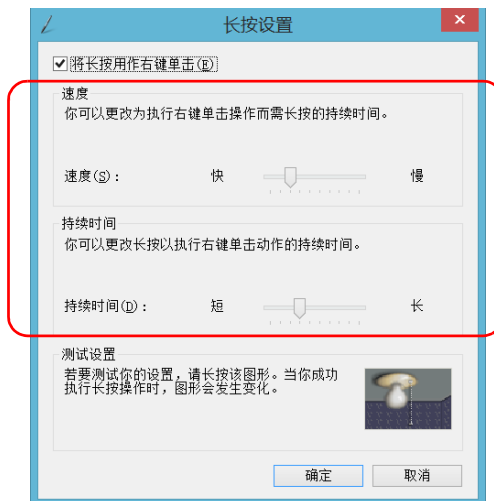 长按设置
将长按用作右键单击(E)
速度
你可以更改为执行右键单击操作而需长按的持续时间。
速度(S)： 快 慢
持续时间
你可以更改长按以执行右键单击动作的持续时间。
持续时间(D)： 短 长
测试设置
若要测试你的设置，请长按该图形。当你成功
执行长按操作时，图形会发生变化。
确定 取消